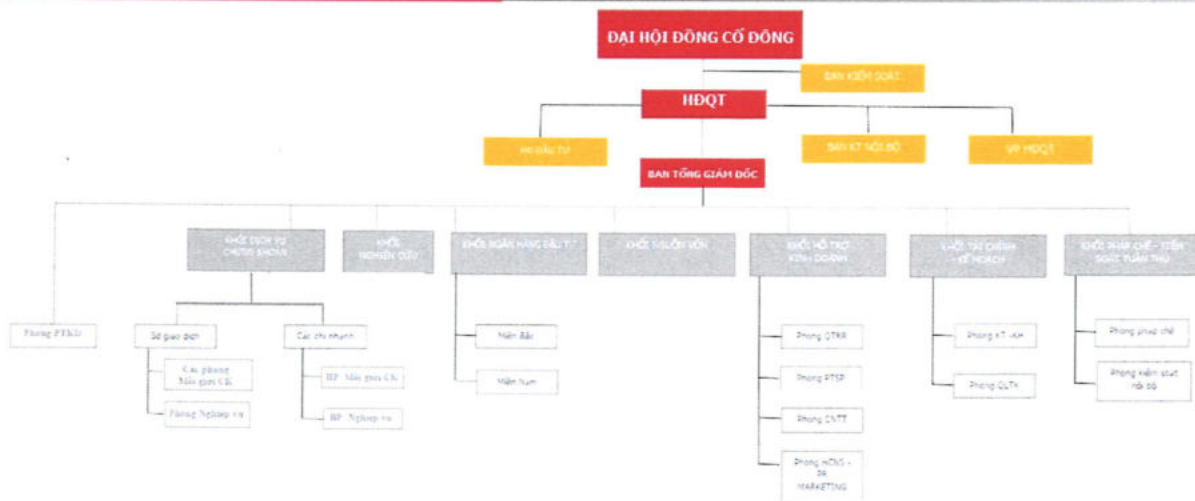 ĐẠI HỘI ĐỒNG CỔ ĐÔNG
BAN KIỂM SOÁT
HĐQT
HĐ ĐẦU TƯ
BAN KT NỘI BỘ
VP HĐQT
BAN TỔNG GIÁM ĐỐC
KHỐI DỊCH VỤ
CHỨNG KHOÁN
KHỐI
NGHIÊN CỨU
KHỐI NGÂN HÀNG ĐẦU TƯ
KHỐI NGUỒN VỐN
KHỐI HỖ TRỢ
KINH DOANH
KHỐI TÀI CHÍNH
- KẾ HOẠCH
KHỐI PHÁP CHẾ - KIỂM
SOÁT TUÂN THỦ
Phòng PTKD
Sở giao dịch
Các chi nhánh
Miền Bắc
Phòng QTRR
Phòng KT -KH
Phòng pháp chế
Các phòng
Môi giới CK
BP- Môi giới CK
Miền Nam
Phòng PTSP
Phòng QLTK
Phòng kiểm soát
nội bộ
Phòng Nghiệp vụ
BP- Nghiệp vụ
Phòng CNTT
Phòng HCNS -
PR
MARKETING